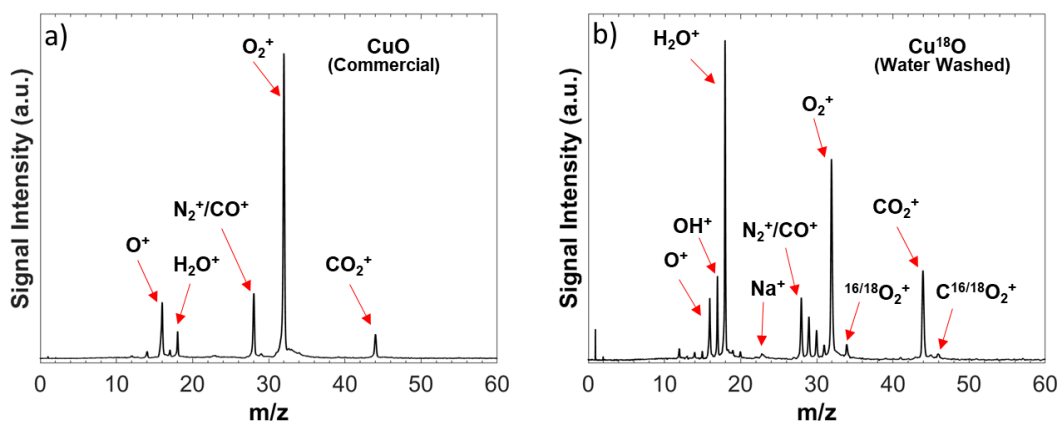 a)
CuO
(Commercial)
O₂⁺
N₂⁺/CO⁺
O⁺
H₂O⁺
CO₂⁺
Signal Intensity (a.u.)
0 10 20 30 40 50 60
m/z
b)
Cu¹⁸O
(Water Washed)
H₂O⁺
O₂⁺
OH⁺
N₂⁺/CO⁺
CO₂⁺
O⁺
Na⁺
¹⁶/¹⁸O₂⁺
C¹⁶/¹⁸O₂⁺
Signal Intensity (a.u.)
0 10 20 30 40 50 60
m/z